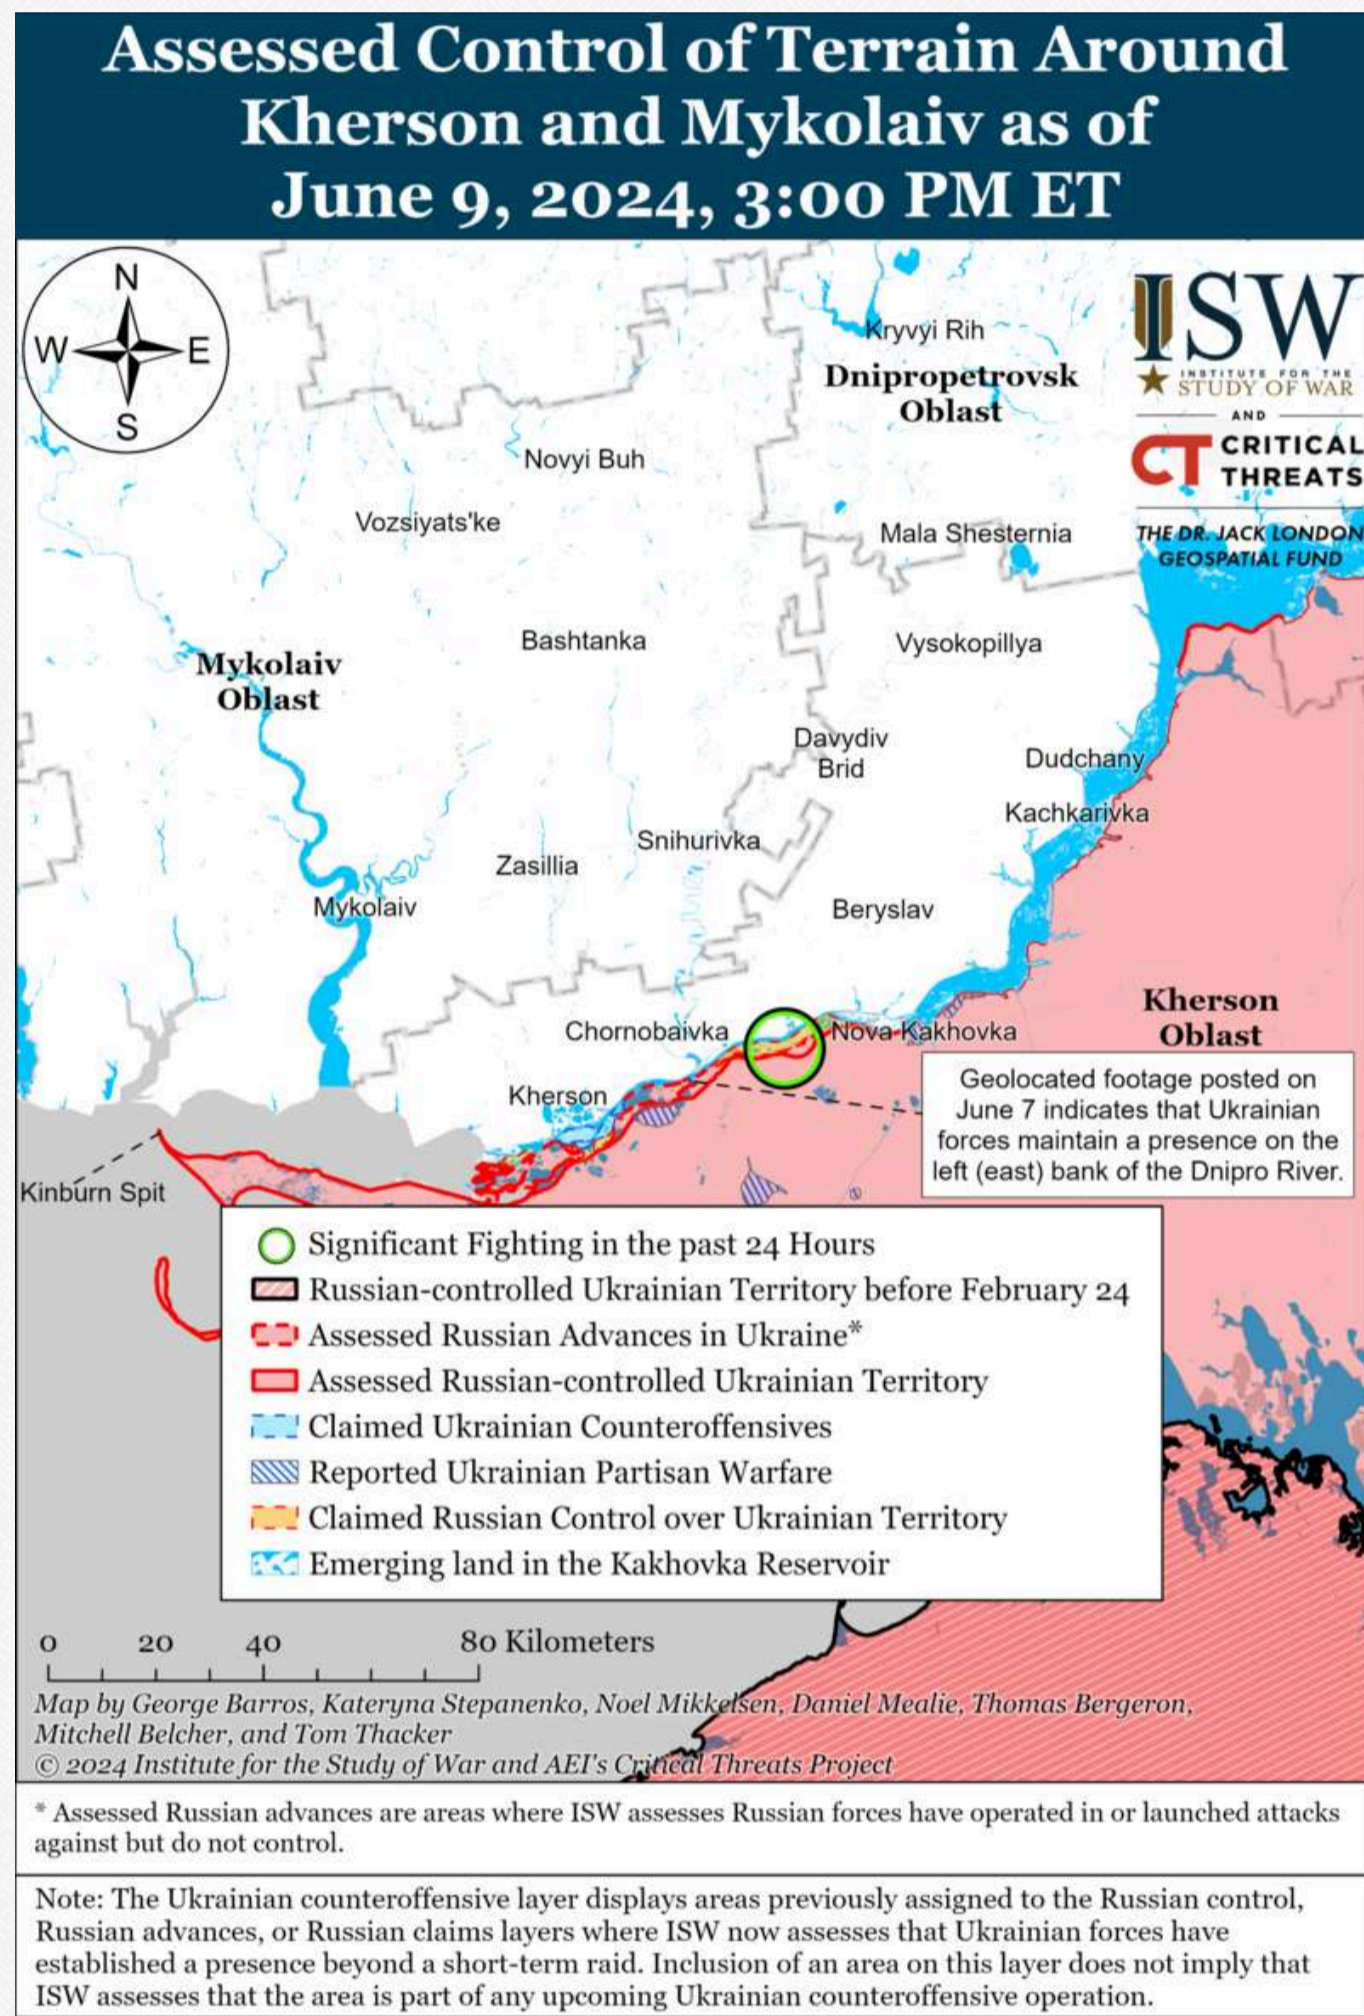 Assessed Control of Terrain Around
Kherson and Mykolaiv as of
June 9, 2024, 3:00 PM ET
N
W
E
S
ISW
INSTITUTE FOR THE
STUDY OF WAR
AND
CT CRITICAL
THREATS
THE DR. JACK LONDON
GEOSPATIAL FUND
Kryvyi Rih
Dnipropetrovsk
Oblast
Novyi Buh
Vozsiyats'ke
Mala Shesternia
Bashtanka
Vysokopillya
Mykolaiv
Oblast
Davydiv
Brid
Dudchany
Kachkarivka
Snihurivka
Zasillia
Mykolaiv
Beryslav
Kherson
Oblast
Chornobaivka
Nova Kakhovka
Kherson
Geolocated footage posted on
June 7 indicates that Ukrainian
forces maintain a presence on the
left (east) bank of the Dnipro River.
Kinburn Spit
Significant Fighting in the past 24 Hours
Russian-controlled Ukrainian Territory before February 24
Assessed Russian Advances in Ukraine*
Assessed Russian-controlled Ukrainian Territory
Claimed Ukrainian Counteroffensives
Reported Ukrainian Partisan Warfare
Claimed Russian Control over Ukrainian Territory
Emerging land in the Kakhovka Reservoir
0 20 40 80 Kilometers
Map by George Barros, Kateryna Stepanenko, Noel Mikkelsen, Daniel Mealie, Thomas Bergeron,
Mitchell Belcher, and Tom Thacker
© 2024 Institute for the Study of War and AEI's Critical Threats Project
* Assessed Russian advances are areas where ISW assesses Russian forces have operated in or launched attacks
against but do not control.
Note: The Ukrainian counteroffensive layer displays areas previously assigned to the Russian control,
Russian advances, or Russian claims layers where ISW now assesses that Ukrainian forces have
established a presence beyond a short-term raid. Inclusion of an area on this layer does not imply that
ISW assesses that the area is part of any upcoming Ukrainian counteroffensive operation.